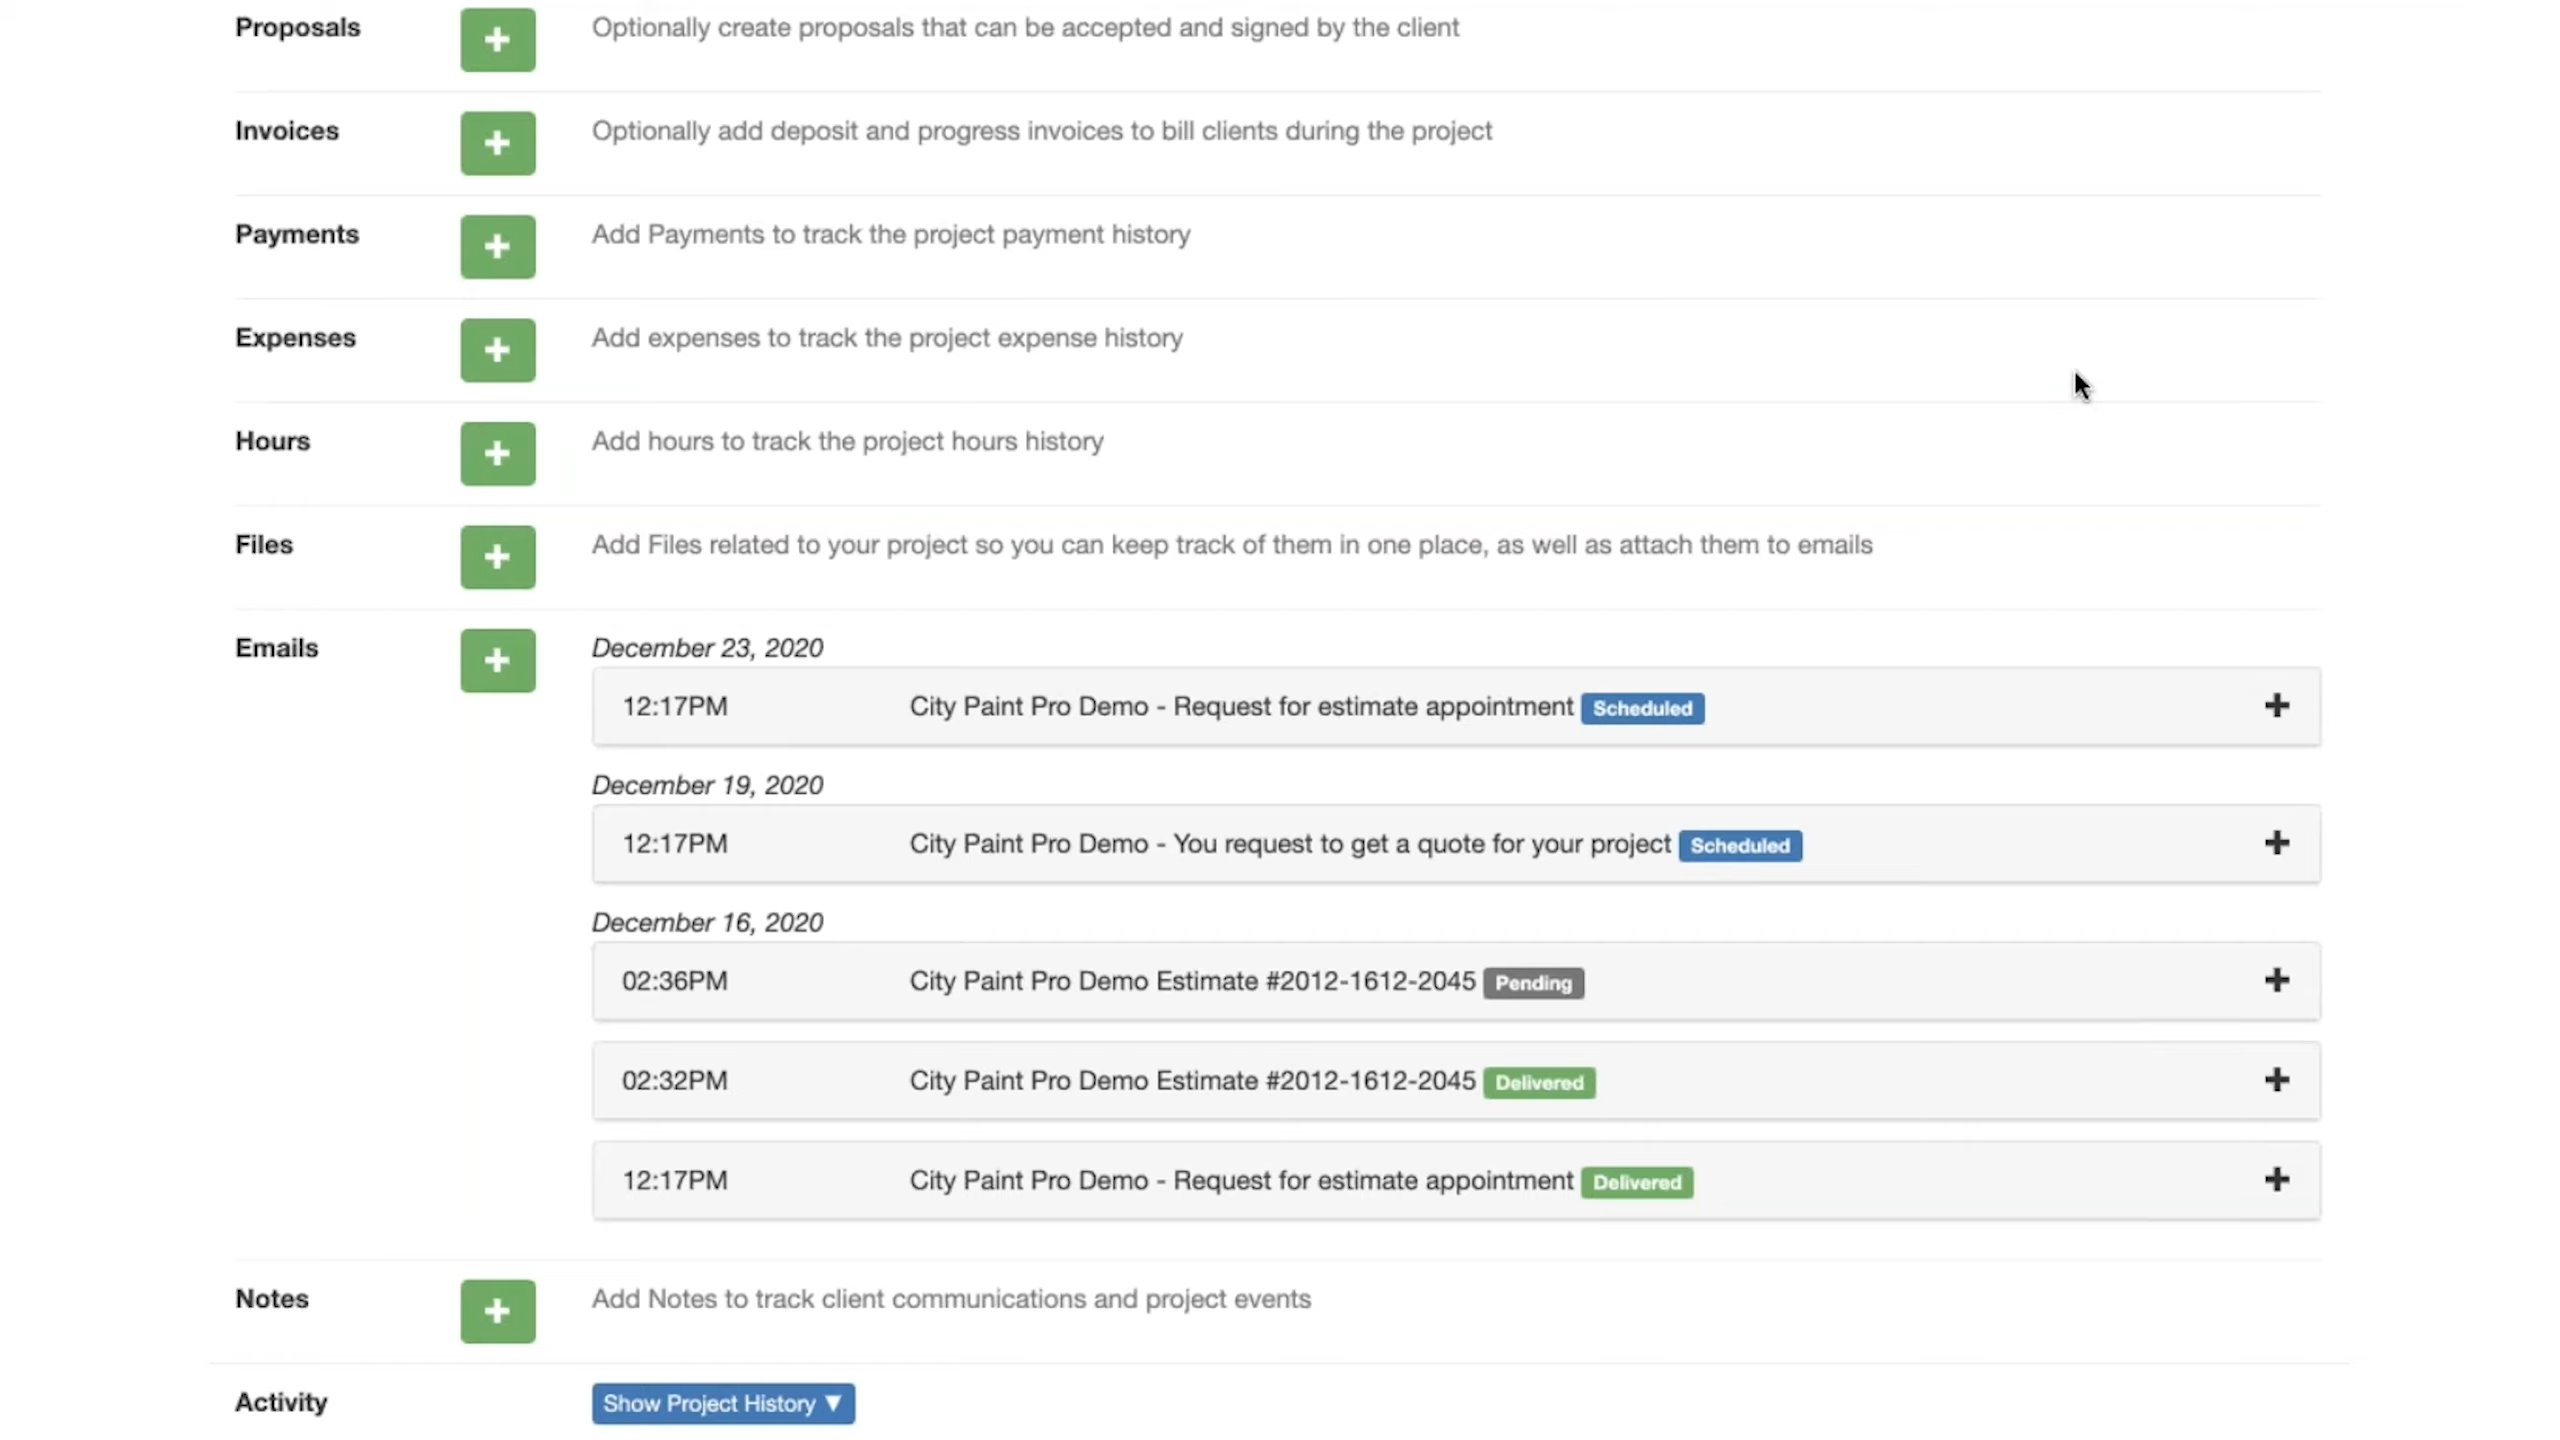 Proposals
Optionally create proposals that can be accepted and signed by the client
Invoices
Optionally add deposit and progress invoices to bill clients during the project
Payments
Add Payments to track the project payment history
Expenses
Add expenses to track the project expense history
Hours
Add hours to track the project hours history
Files
Add Files related to your project so you can keep track of them in one place, as well as attach them to emails
Emails
December 23, 2020
12:17PM City Paint Pro Demo - Request for estimate appointment Scheduled
December 19, 2020
12:17PM City Paint Pro Demo - You request to get a quote for your project Scheduled
December 16, 2020
02:36PM City Paint Pro Demo Estimate #2012-1612-2045 Pending
02:32PM City Paint Pro Demo Estimate #2012-1612-2045 Delivered
12:17PM City Paint Pro Demo - Request for estimate appointment Delivered
Notes
Add Notes to track client communications and project events
Activity
Show Project History ▼